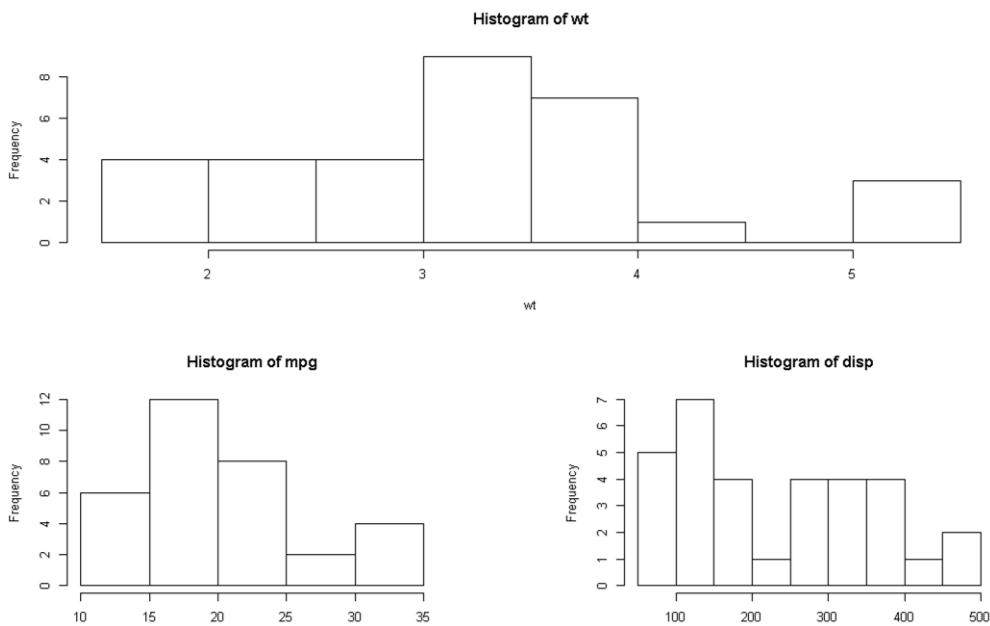 Histogram of wt
Frequency
0 2 4 6 8
2 3 4 5
wt
Histogram of mpg
Frequency
0 2 4 6 8 10 12
10 15 20 25 30 35
Histogram of disp
Frequency
0 1 2 3 4 5 6 7
100 200 300 400 500